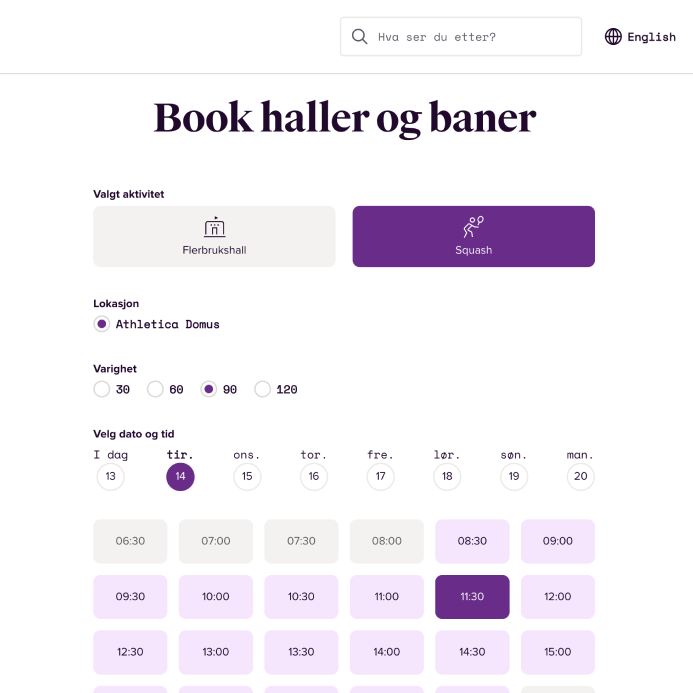 Hva ser du etter?
English
Book haller og baner
Valgt aktivitet
Flerbrukshall
Squash
Lokasjon
Athletica Domus
Varighet
30 60 90 120
Velg dato og tid
I dag tir. ons. tor. fre. lør. søn. man.
13 14 15 16 17 18 19 20
06:30 07:00 07:30 08:00 08:30 09:00
09:30 10:00 10:30 11:00 11:30 12:00
12:30 13:00 13:30 14:00 14:30 15:00